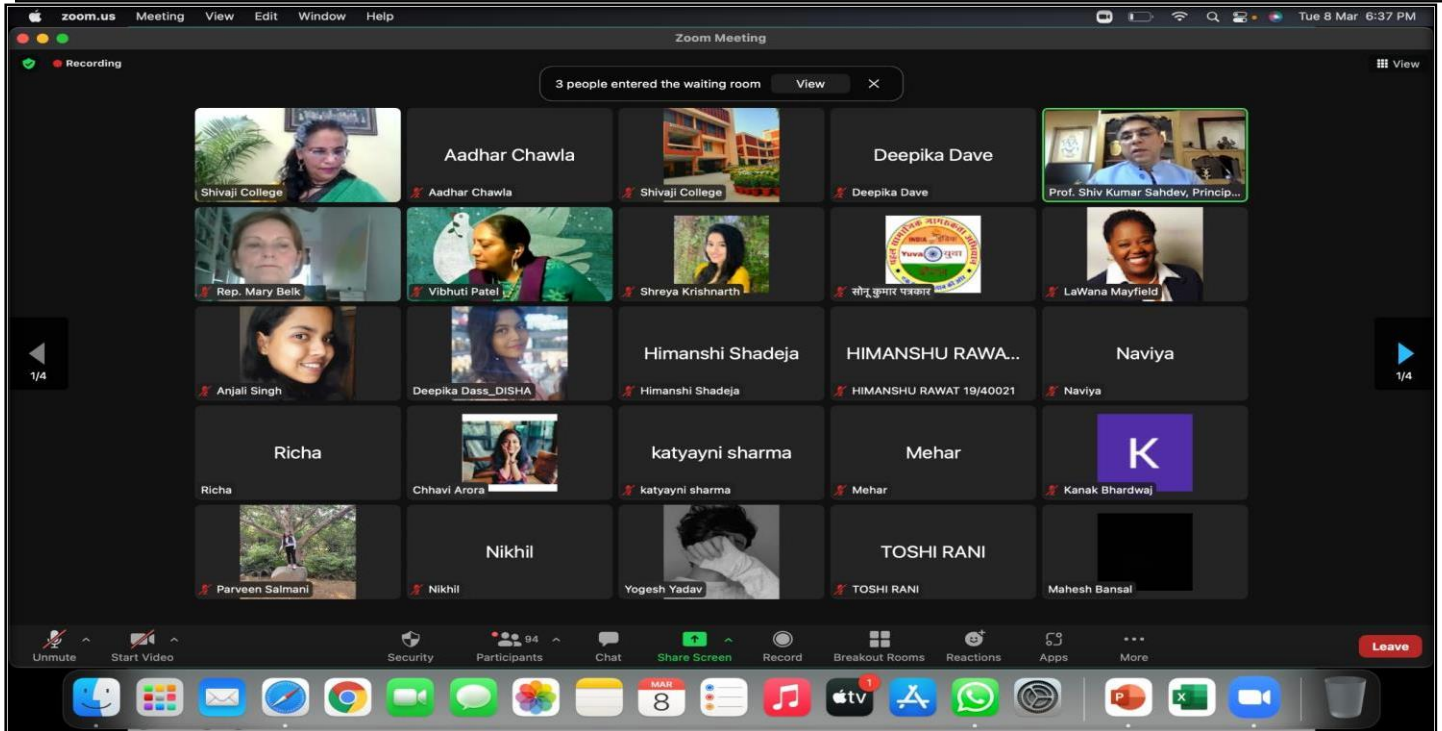 zoom.us Meeting View Edit Window Help Tue 8 Mar 6:37 PM
Zoom Meeting
Recording View
3 people entered the waiting room View
Aadhar Chawla
Deepika Dave
Shivaji College
Aadhar Chawla
Shivaji College
Deepika Dave
Prof. Shiv Kumar Sahdev, Princip...
INDIA
Yuva युवा
Rep. Mary Belk
Vibhuti Patel
Shreya Krishnarth
सोनू कुमार पत्रकार
LaWana Mayfield
Himanshi Shadeja
HIMANSHU RAWA...
Naviya
1/4
1/4
Anjali Singh
Deepika Dass_DISHA
Himanshi Shadeja
HIMANSHU RAWAT 19/40021
Naviya
Richa
katyayni sharma
Mehar
K
Richa
Chhavi Arora
katyayni sharma
Mehar
Kanak Bhardwaj
Nikhil
TOSHI RANI
Parveen Salmani
Nikhil
Yogesh Yadav
TOSHI RANI
Mahesh Bansal
94
Unmute Start Video Security Participants Chat Share Screen Record Breakout Rooms Reactions Apps More Leave
MAR
8
tv
1
P
X